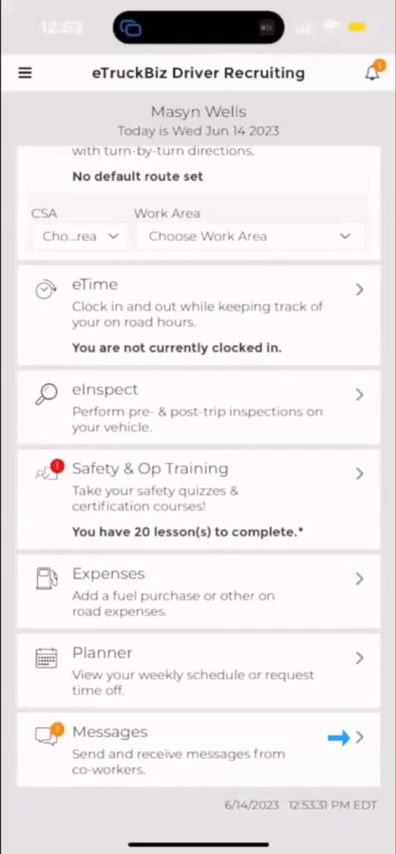 12:53
eTruckBiz Driver Recruiting
1
Masyn Wells
Today is Wed Jun 14 2023
with turn-by-turn directions.
No default route set
CSA Work Area
Cho...rea Choose Work Area
eTime
Clock in and out while keeping track of
your on road hours.
You are not currently clocked in.
eInspect
Perform pre- & post-trip inspections on
your vehicle.
!
Safety & Op Training
Take your safety quizzes &
certification courses!
You have 20 lesson(s) to complete.*
Expenses
Add a fuel purchase or other on
road expenses.
Planner
View your weekly schedule or request
time off.
1
Messages
Send and receive messages from
co-workers.
6/14/2023 12:53:31 PM EDT